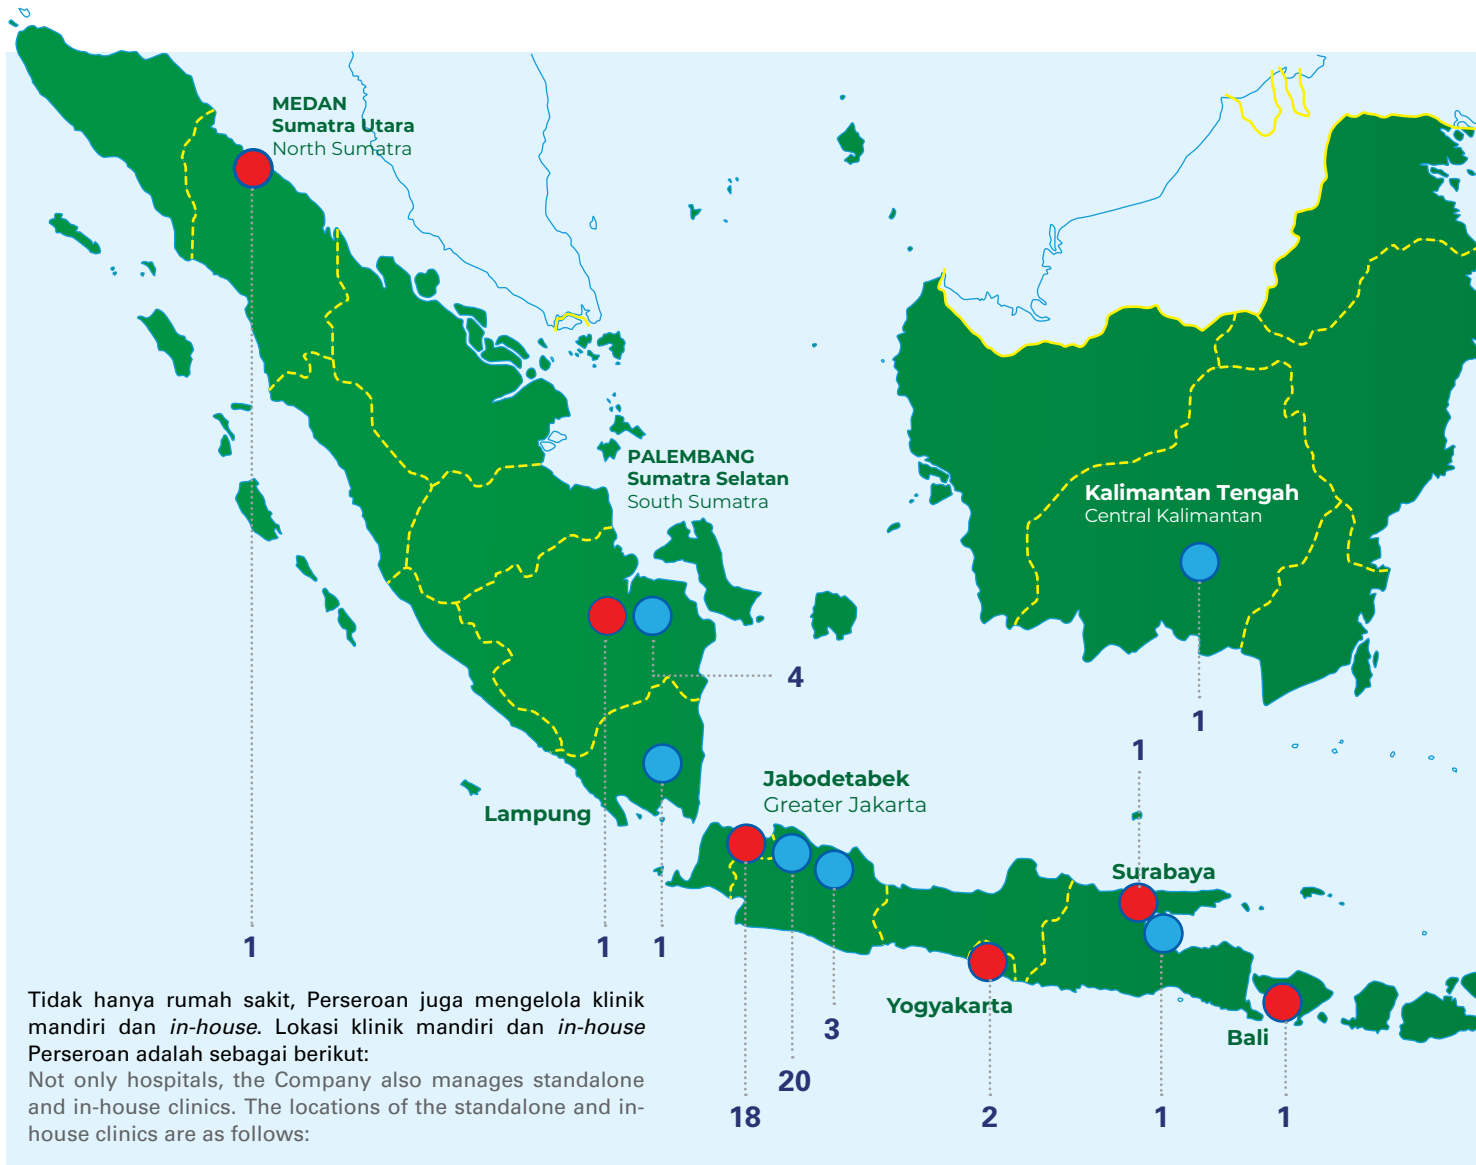 MEDAN
Sumatra Utara
North Sumatra
PALEMBANG
Sumatra Selatan
South Sumatra
Kalimantan Tengah
Central Kalimantan
4
1
1
Jabodetabek
Greater Jakarta
Lampung
Surabaya
1
1
1
Yogyakarta
3
Bali
20
18
2
1
1
Tidak hanya rumah sakit, Perseroan juga mengelola klinik
mandiri dan in-house. Lokasi klinik mandiri dan in-house
Perseroan adalah sebagai berikut:
Not only hospitals, the Company also manages standalone
and in-house clinics. The locations of the standalone and in-
house clinics are as follows: